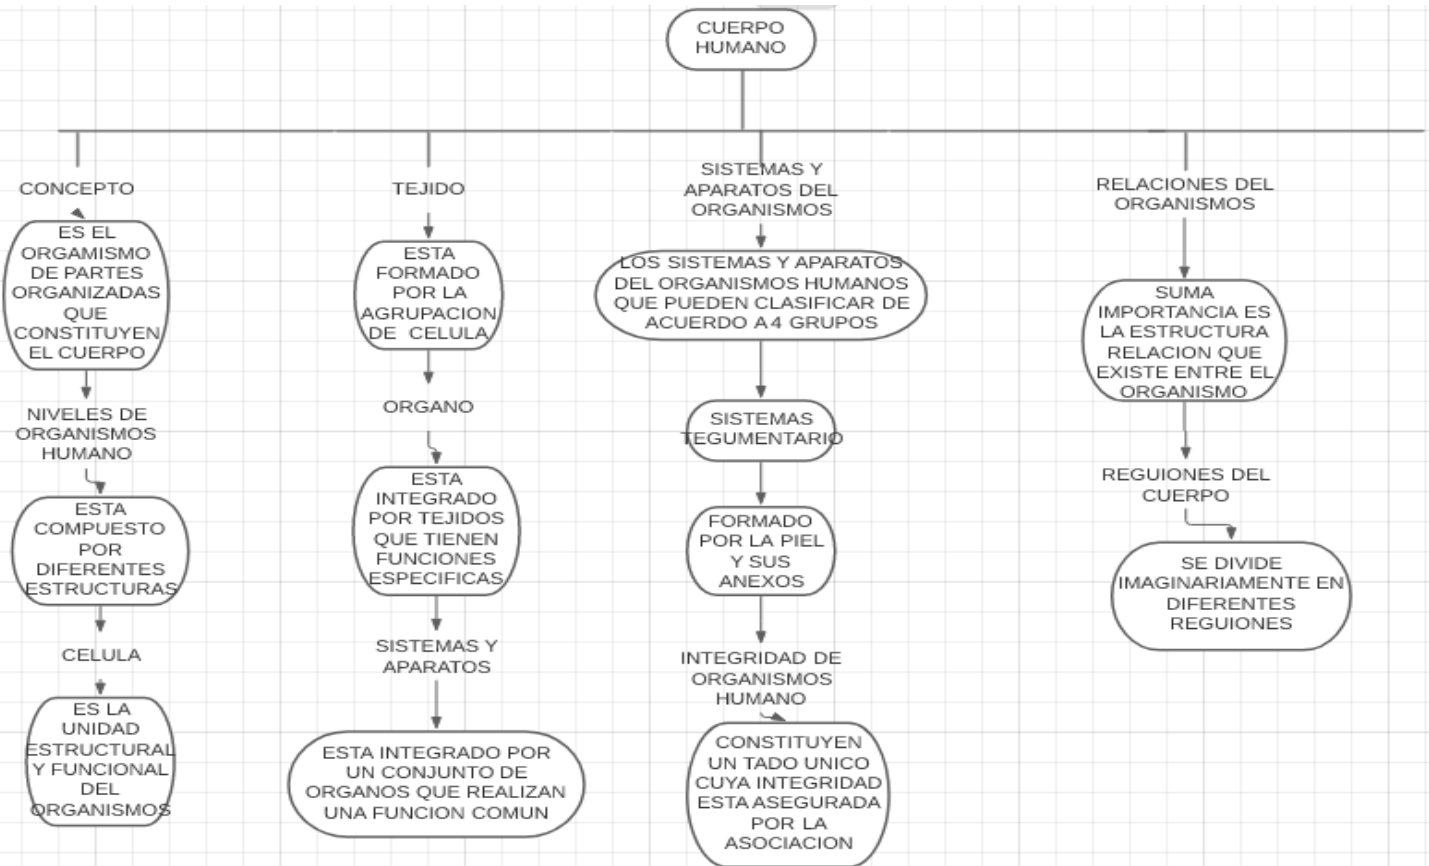 CUERPO
HUMANO
CONCEPTO
ES EL
ORGAMISMO
DE PARTES
ORGANIZADAS
QUE
CONSTITUYEN
EL CUERPO
NIVELES DE
ORGANISMOS
HUMANO
ESTA
COMPUESTO
POR
DIFERENTES
ESTRUCTURAS
CELULA
ES LA
UNIDAD
ESTRUCTURAL
Y FUNCIONAL
DEL
ORGANISMOS
TEJIDO
ESTA
FORMADO
POR LA
AGRUPACION
DE CELULA
ORGANO
ESTA
INTEGRADO
POR TEJIDOS
QUE TIENEN
FUNCIONES
ESPECIFICAS
SISTEMAS Y
APARATOS
ESTA INTEGRADO POR
UN CONJUNTO DE
ORGANOS QUE REALIZAN
UNA FUNCION COMUN
SISTEMAS Y
APARATOS DEL
ORGANISMOS
LOS SISTEMAS Y APARATOS
DEL ORGANISMOS HUMANOS
QUE PUEDEN CLASIFICAR DE
ACUERDO A 4 GRUPOS
SISTEMAS
TEGUMENTARIO
FORMADO
POR LA PIEL
Y SUS
ANEXOS
INTEGRIDAD DE
ORGANISMOS
HUMANO
CONSTITUYEN
UN TADO UNICO
CUYA INTEGRIDAD
ESTA ASEGURADA
POR LA
ASOCIACION
RELACIONES DEL
ORGANISMOS
SUMA
IMPORTANCIA ES
LA ESTRUCTURA
RELACION QUE
EXISTE ENTRE EL
ORGANISMO
REGUIONES DEL
CUERPO
SE DIVIDE
IMAGINARIAMENTE EN
DIFERENTES
REGUIONES